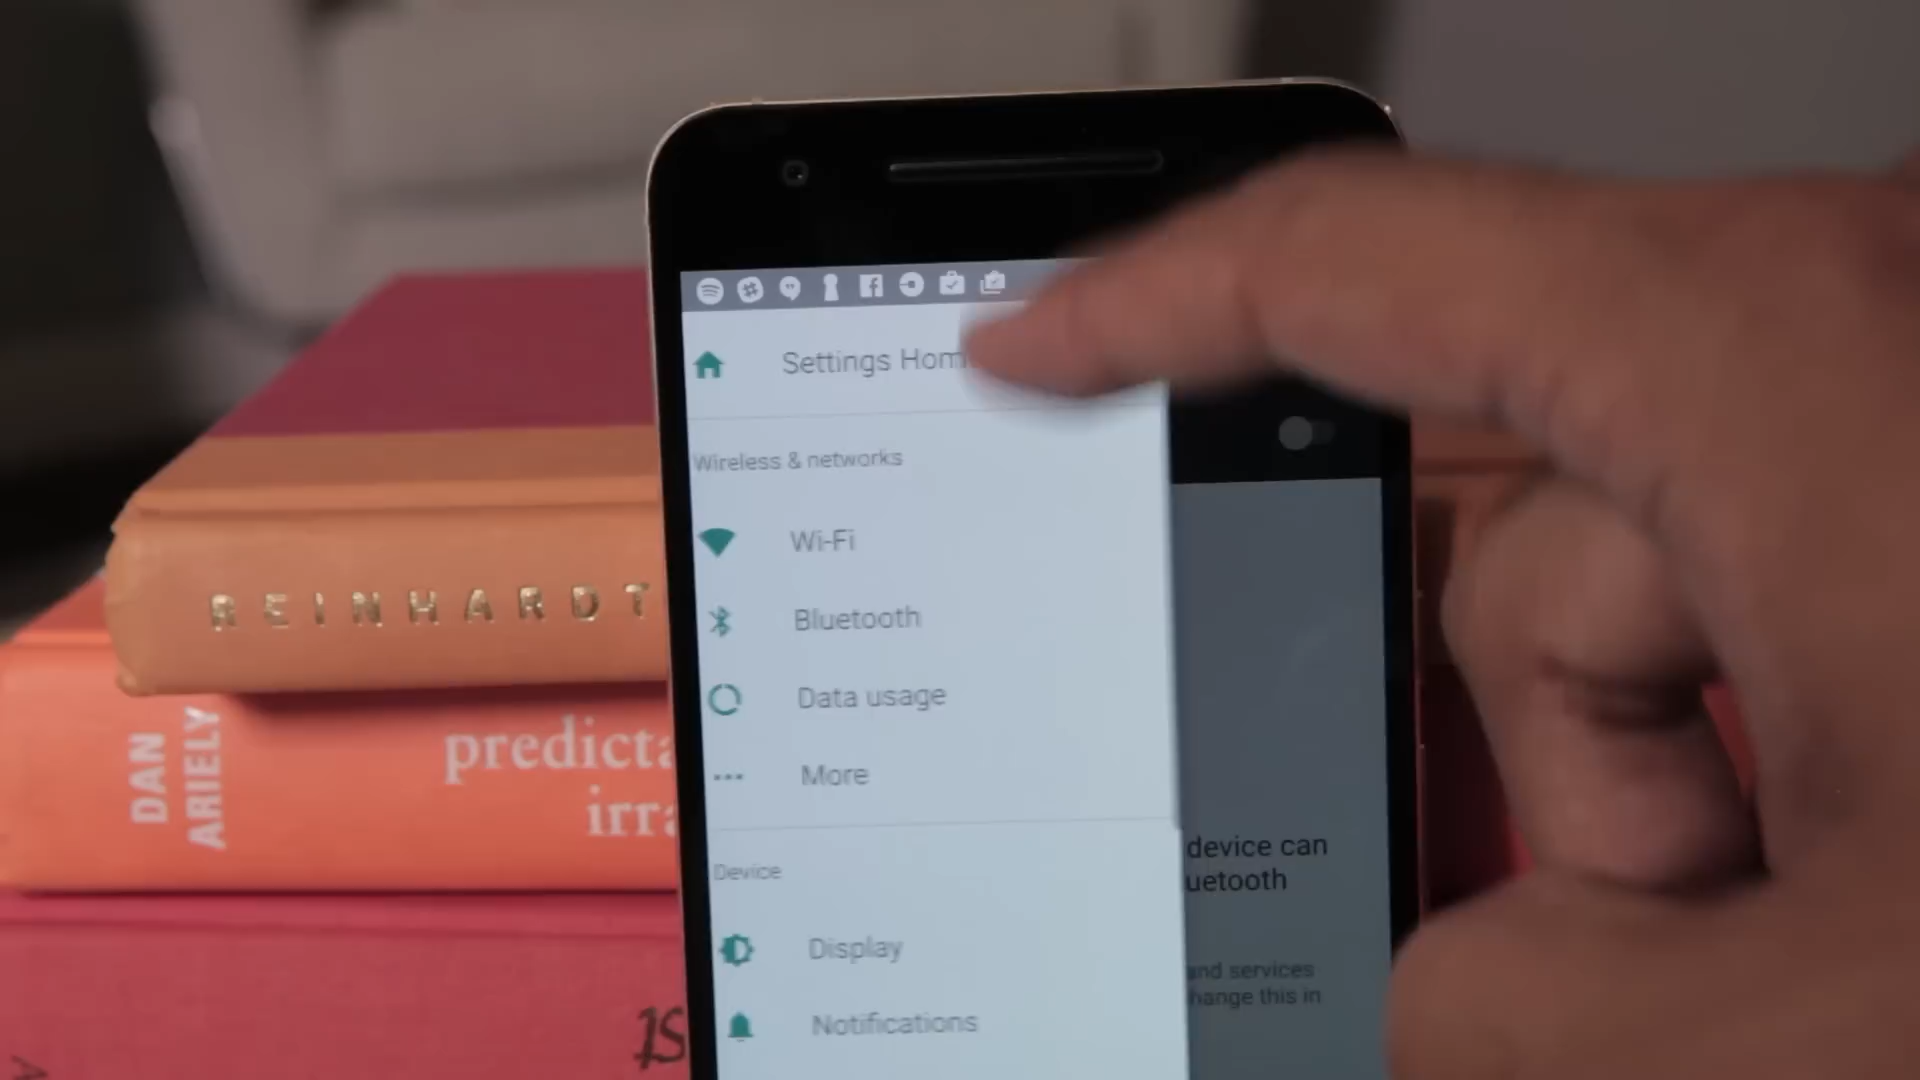 Settings Hom
Wireless & networks
Wi-Fi
Bluetooth
Data usage
More
Device
Display
Notifications
device can
uetooth
and services
hange this in
REINHARDT
DAN
ARIELY
predicta
irra